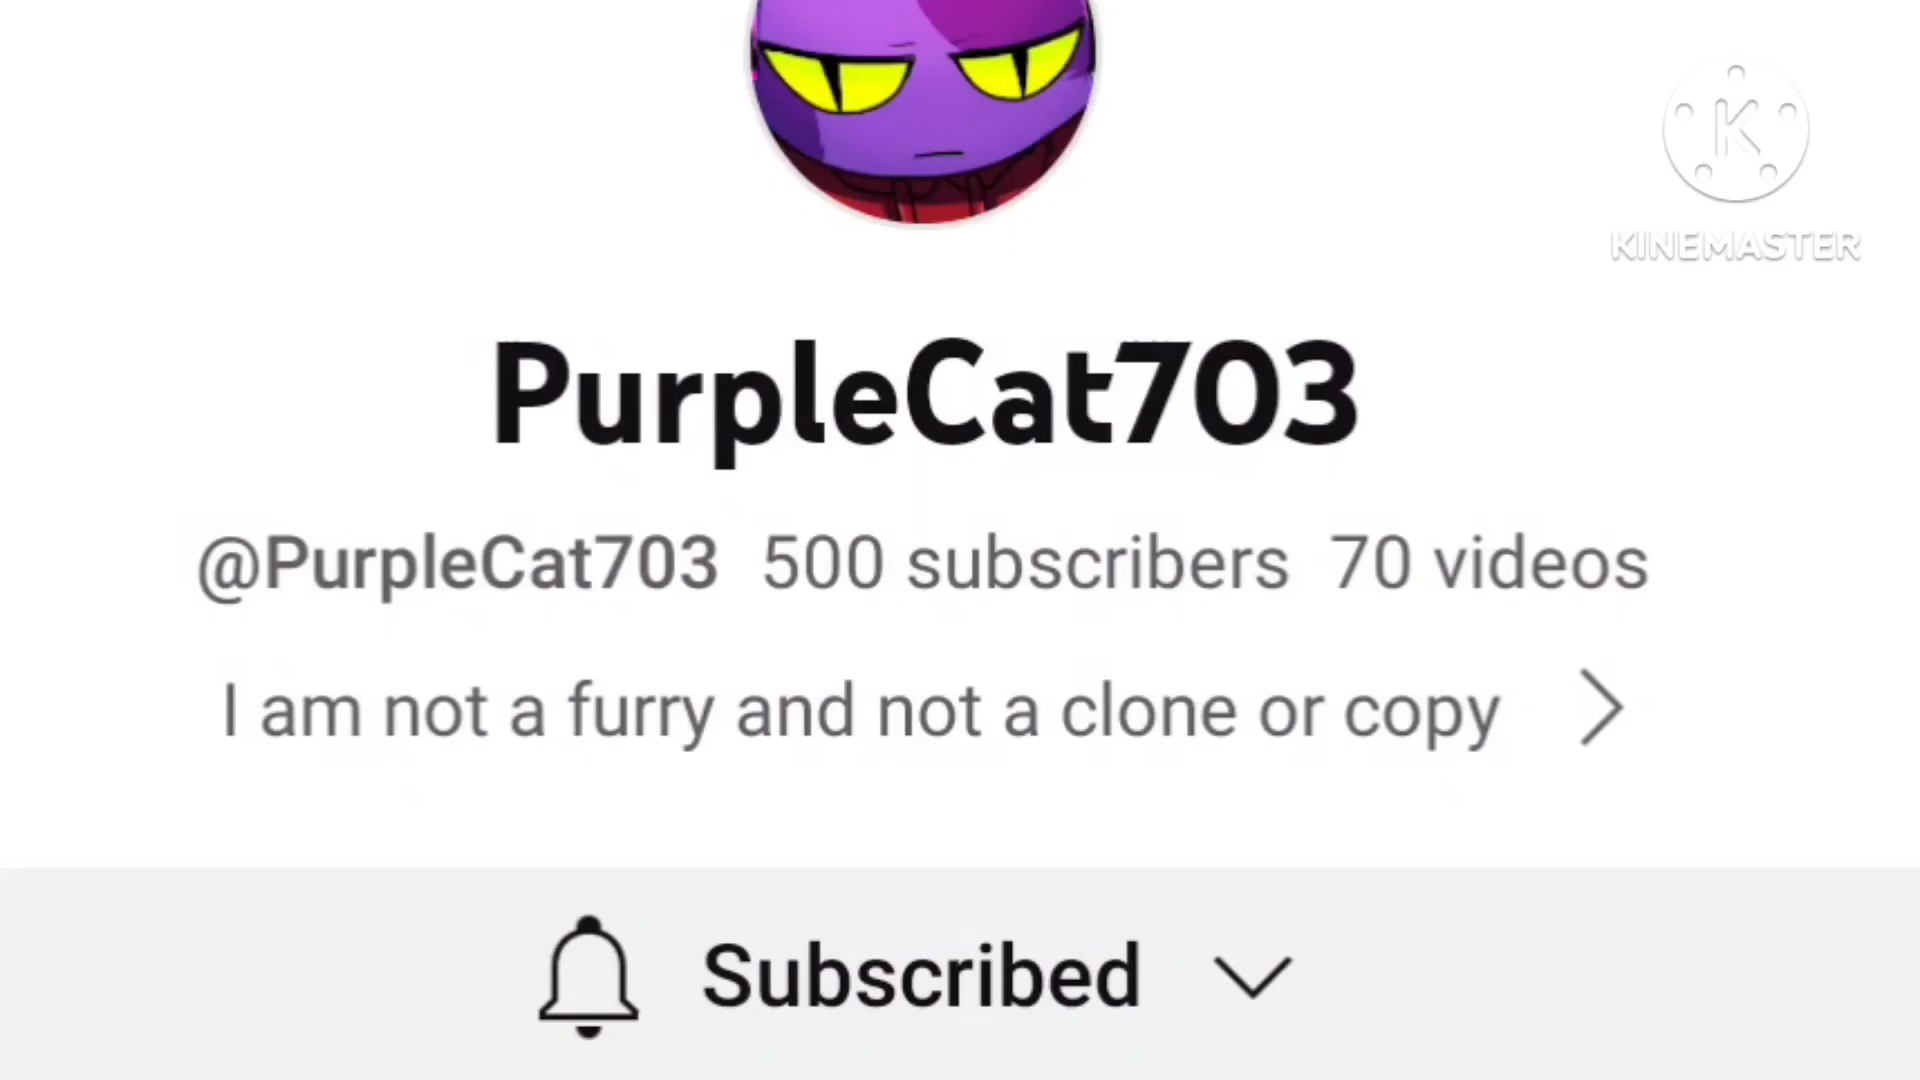 K
KINEMASTER
PurpleCat703
@PurpleCat703 500 subscribers 70 videos
I am not a furry and not a clone or copy
Subscribed